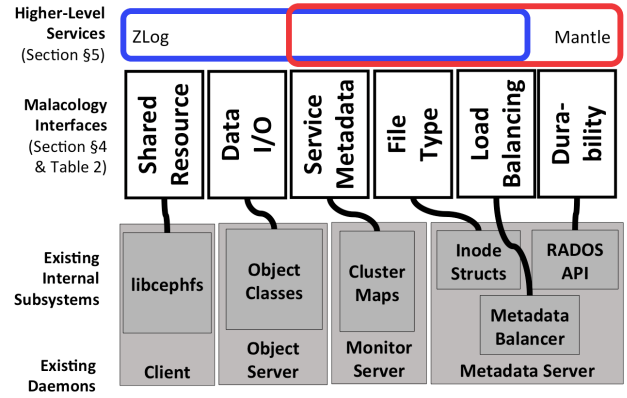 Higher-Level
Services
(Section §5)
ZLog
Mantle
Malacology
Interfaces
(Section §4
& Table 2)
Shared
Resource
Data
I/O
Service
Metadata
File
Type
Load
Balancing
Dura-
bility
Existing
Internal
Subsystems
libcephfs
Object
Classes
Cluster
Maps
Inode
Structs
RADOS
API
Metadata
Balancer
Existing
Daemons
Client
Object
Server
Monitor
Server
Metadata Server